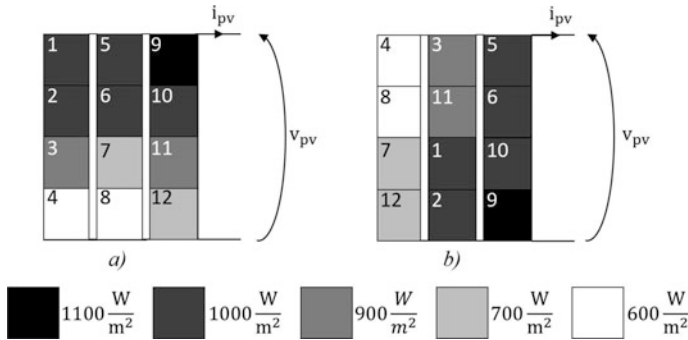 i_pv
i_pv
1 5 9
4 3 5
2 6 10
8 11 6
v_pv
v_pv
3 7 11
7 1 10
4 8 12
12 2 9
a)
b)
1100 W/m² 1000 W/m² 900 W/m² 700 W/m² 600 W/m²